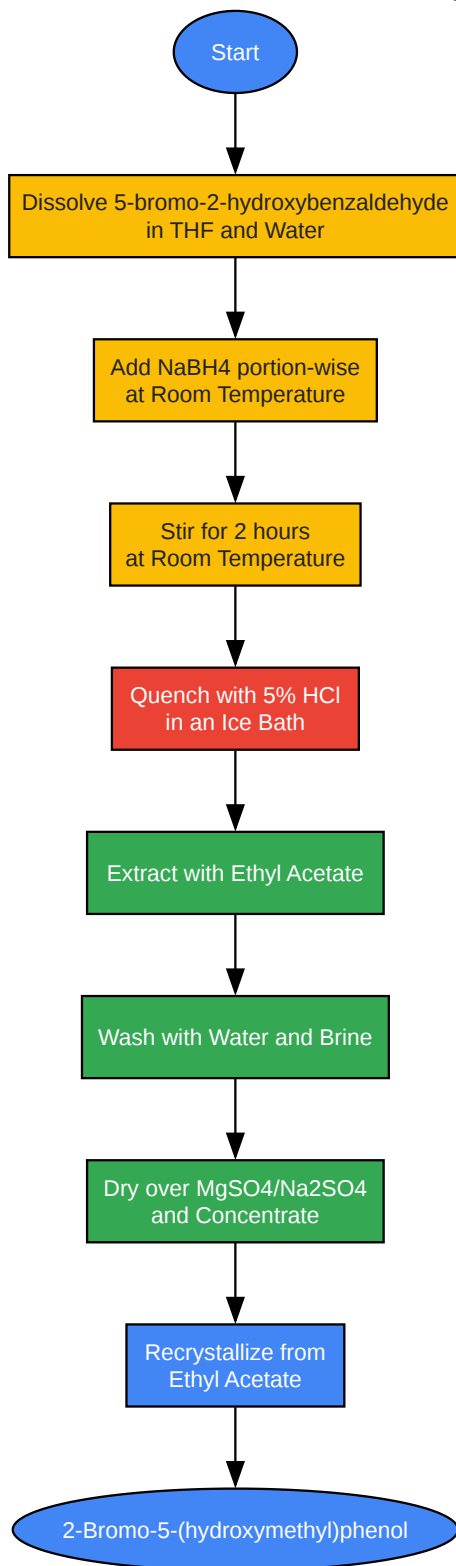 Start
Dissolve 5-bromo-2-hydroxybenzaldehyde
in THF and Water
Add NaBH4 portion-wise
at Room Temperature
Stir for 2 hours
at Room Temperature
Quench with 5% HCl
in an Ice Bath
Extract with Ethyl Acetate
Wash with Water and Brine
Dry over MgSO4/Na2SO4
and Concentrate
Recrystallize from
Ethyl Acetate
2-Bromo-5-(hydroxymethyl)phenol